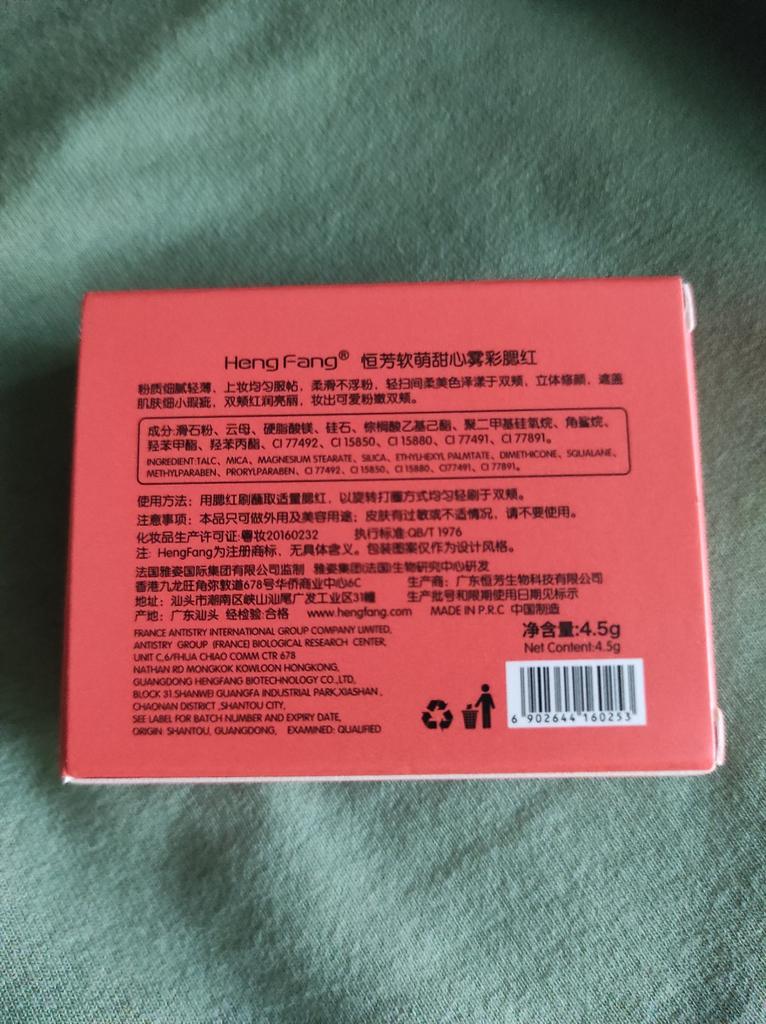 Heng Fang® 恒芳软萌甜心雾彩腮红
粉质细腻轻薄，上妆均匀服帖，柔滑不浮粉，轻扫间柔美色泽漾于双颊，立体修颜，遮盖
肌肤细小瑕疵，双颊红润亮丽，妆出可爱粉嫩双颊。
成分:滑石粉、云母、硬脂酸镁、硅石、棕榈酸乙基己酯、聚二甲基硅氧烷、角鲨烷、
羟苯甲酯、羟苯丙酯、CI 77492、CI 15850、CI 15880、CI 77491、CI 77891。
INGREDIENT:TALC、MICA、MAGNESIUM STEARATE、SILICA、ETHYLHEXYL PALMITATE、DIMETHICONE、SQUALANE、
METHYLPARABEN、PRORYLPARABEN、CI 77492、CI 15850、CI 15880、CI77491、CI 77891。
使用方法：用腮红刷蘸取适量腮红，以旋转打圈方式均匀轻刷于双颊。
注意事项：本品只可做外用及美容用途；皮肤有过敏或不适情况，请不要使用。
化妆品生产许可证:粤妆20160232 执行标准:QB/T 1976
注: HengFang为注册商标，无具体含义。包装图案仅作为设计风格。
法国雅姿国际集团有限公司监制 雅姿集团(法国)生物研究中心研发
香港九龙旺角弥敦道678号华侨商业中心6C 生产商：广东恒芳生物科技有限公司
地址：汕头市潮南区峡山汕尾广发工业区31幢 生产批号和限期使用日期见标示
产地：广东汕头 经检验:合格 www.hengfang.com MADE IN P.R.C 中国制造
FRANCE ANTISTRY INTERNATIONAL GROUP COMPANY LIMITED,
ANTISTRY GROUP (FRANCE) BIOLOGICAL RESEARCH CENTER,
UNIT C,6/FHUA CHIAO COMM CTR 678
NATHAN RD MONGKOK KOWLOON HONGKONG,
GUANGDONG HENGFANG BIOTECHNOLOGY CO.,LTD,
BLOCK 31.SHANWEI GUANGFA INDUSTRIAL PARK,XIASHAN ,
CHAONAN DISTRICT ,SHANTOU CITY,
SEE LABEL FOR BATCH NUMBER AND EXPIRY DATE,
ORIGIN: SHANTOU, GUANGDONG, EXAMINED: QUALIFIED
净含量:4.5g
Net Content:4.5g
6 902644 160253